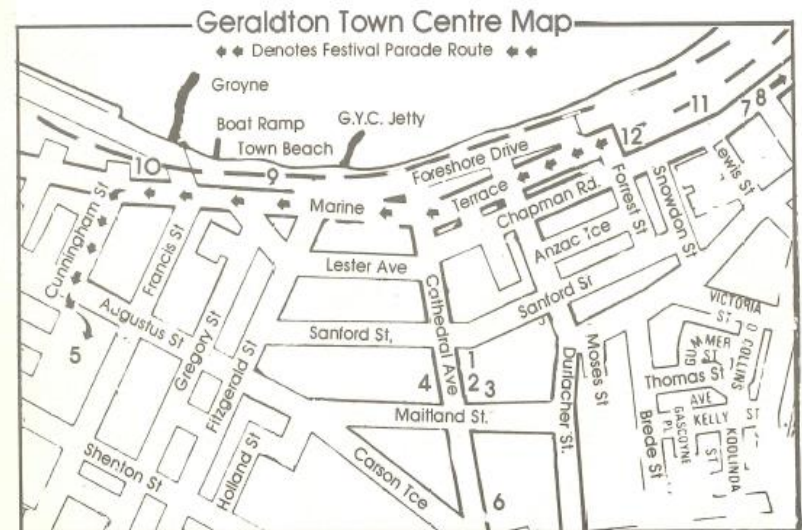 Geraldton Town Centre Map
Denotes Festival Parade Route
Groyne
Boat Ramp
G.Y.C. Jetty
Town Beach
11
7 8
12
10
9
Foreshore Drive
Marine
Terrace
Chapman Rd.
Forrest St
Snowdon St
Lewis St
Cunningham St
Francis St
Lester Ave
Anzac Tce
Sanford St
Cathedral Ave
Augustus St
Gregory St
Fitzgerald St
Sanford St,
5
4
1
2 3
Durlacher St.
Moses St
VICTORIA
ST
COLLINS
ST
Thomas St
Maitland St.
AVE
KELLY
ST
GASCOYNE
PL
ST
KOOLINDA
Brede St
Shenton St
Holland St
Carson Tce
6